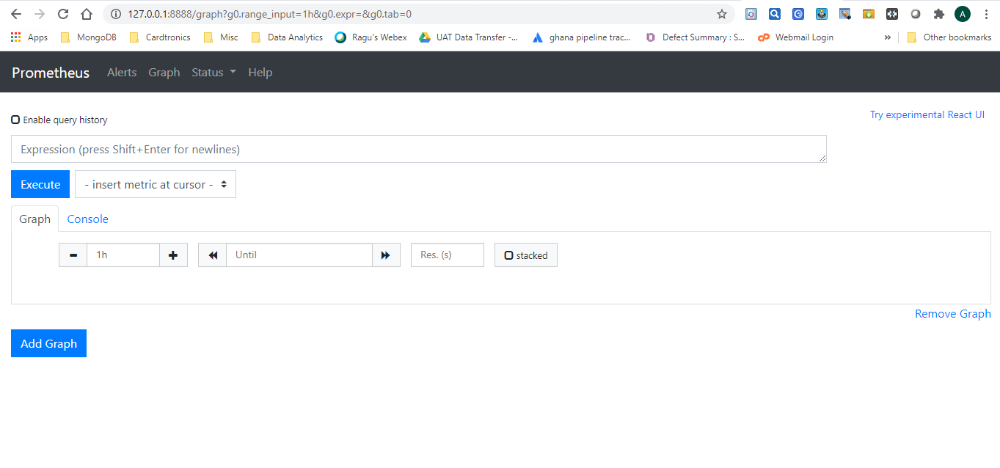 127.0.0.1:8888/graph?g0.range_input=1h&g0.expr=&g0.tab=0
A
Apps MongoDB Cardtronics Misc Data Analytics Ragu's Webex UAT Data Transfer -... ghana pipeline trac... Defect Summary : S... cP Webmail Login » Other bookmarks
Prometheus Alerts Graph Status Help
Enable query history
Try experimental React UI
Expression (press Shift+Enter for newlines)
Execute - insert metric at cursor -
Graph Console
1h Until Res. (s) stacked
Remove Graph
Add Graph